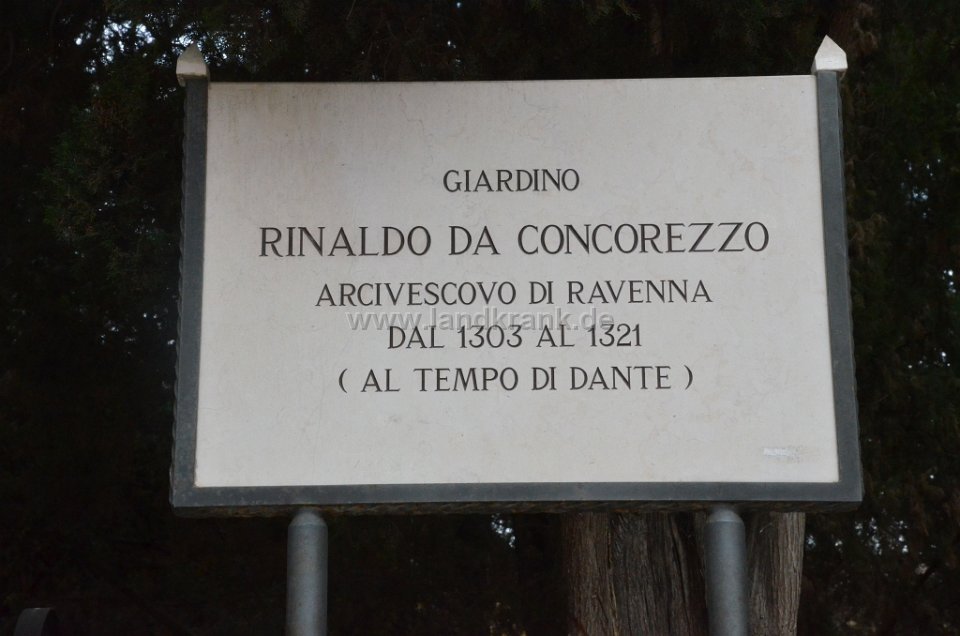 GIARDINO
RINALDO DA CONCOREZZO
ARCIVESCOVO DI RAVENNA
www.landkrank.de
DAL 1303 AL 1321
( AL TEMPO DI DANTE )